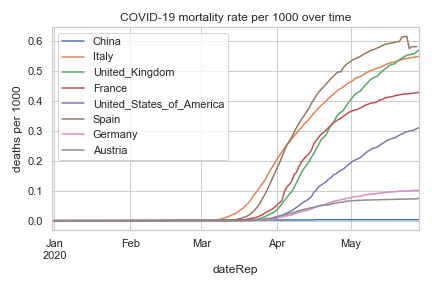 COVID-19 mortality rate per 1000 over time
deaths per 1000
0.6
0.5
0.4
0.3
0.2
0.1
0.0
China
Italy
United_Kingdom
France
United_States_of_America
Spain
Germany
Austria
Jan
2020
Feb
Mar
Apr
May
dateRep